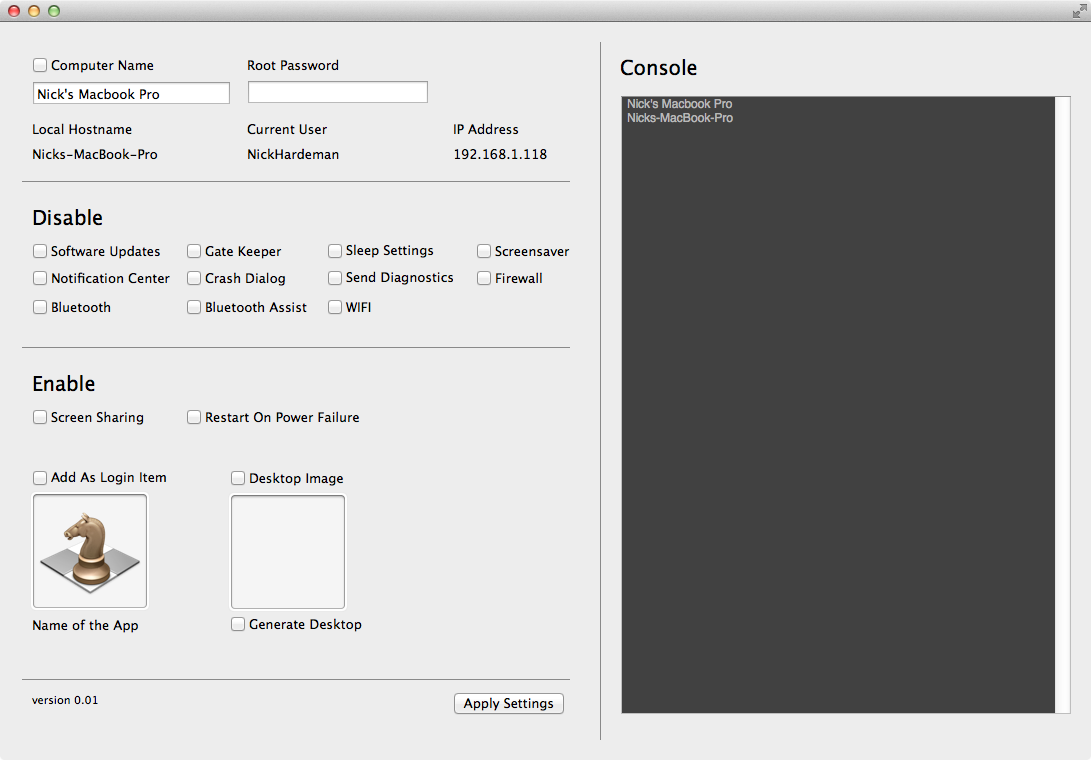 Computer Name
Root Password
Nick's Macbook Pro
Local Hostname
Current User
IP Address
Nicks-MacBook-Pro
NickHardeman
192.168.1.118
Disable
Software Updates
Gate Keeper
Sleep Settings
Screensaver
Notification Center
Crash Dialog
Send Diagnostics
Firewall
Bluetooth
Bluetooth Assist
WIFI
Enable
Screen Sharing
Restart On Power Failure
Add As Login Item
Desktop Image
Name of the App
Generate Desktop
version 0.01
Apply Settings
Console
Nick's Macbook Pro
Nicks-MacBook-Pro